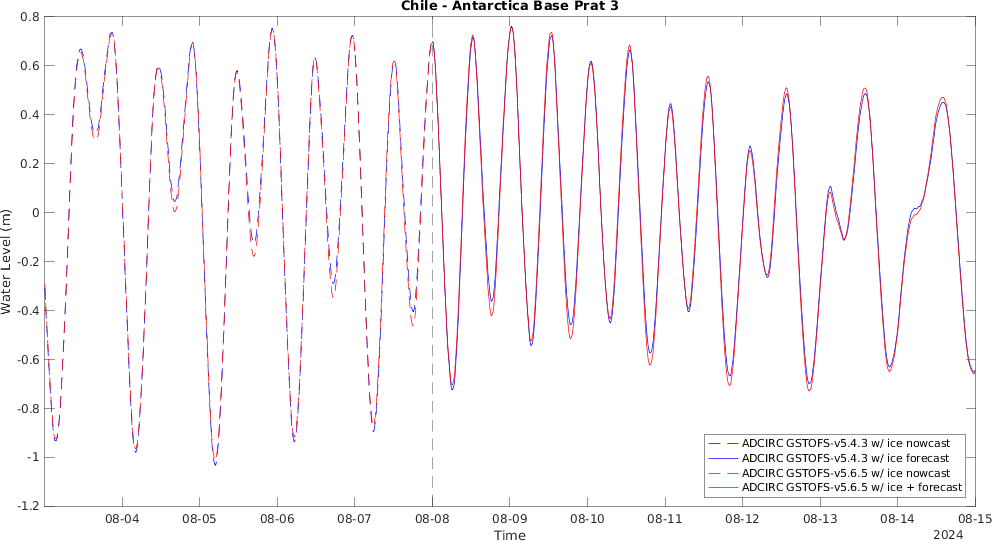 Chile - Antarctica Base Prat 3
0.8
0.6
0.4
0.2
0
-0.2
-0.4
-0.6
-0.8
-1
-1.2
Water Level (m)
08-04 08-05 08-06 08-07 08-08 08-09 08-10 08-11 08-12 08-13 08-14 08-15
Time
2024
ADCIRC GSTOFS-v5.4.3 w/ ice nowcast
ADCIRC GSTOFS-v5.4.3 w/ ice forecast
ADCIRC GSTOFS-v5.6.5 w/ ice nowcast
ADCIRC GSTOFS-v5.6.5 w/ ice + forecast